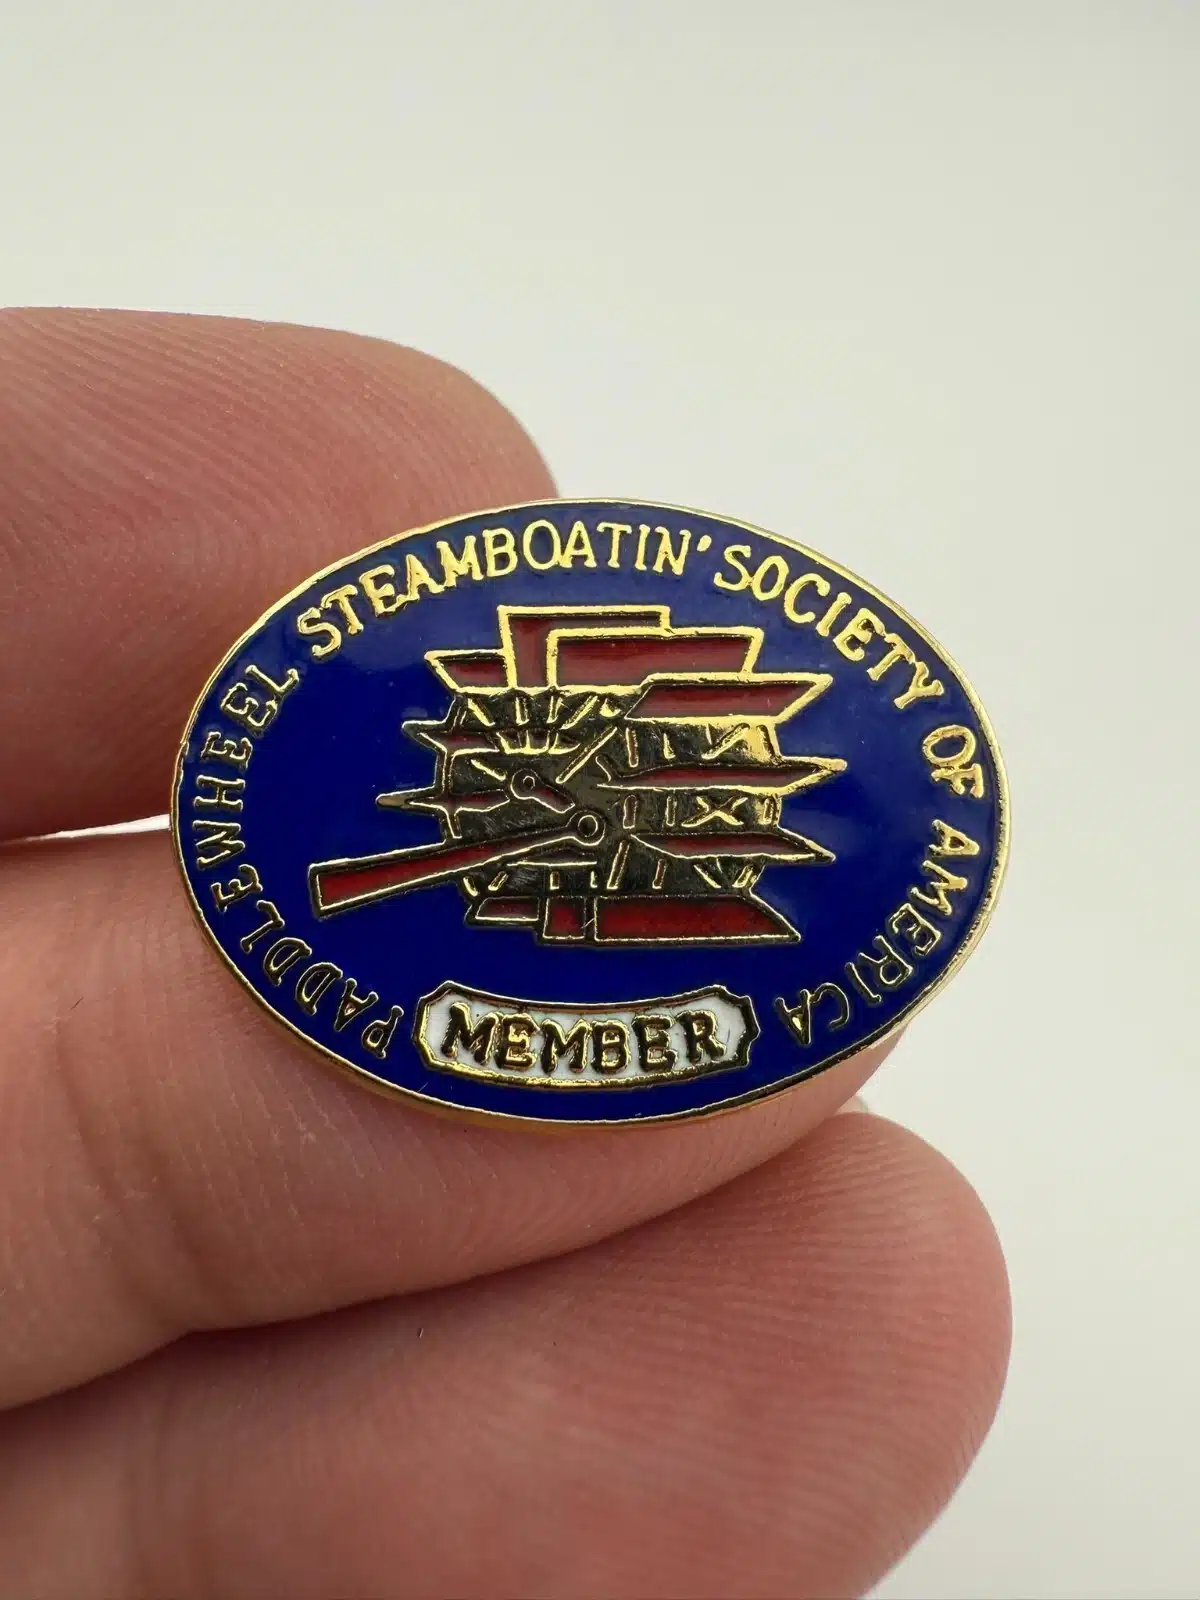 PADDLEWHEEL STEAMBOATIN' SOCIETY OF AMERICA
MEMBER